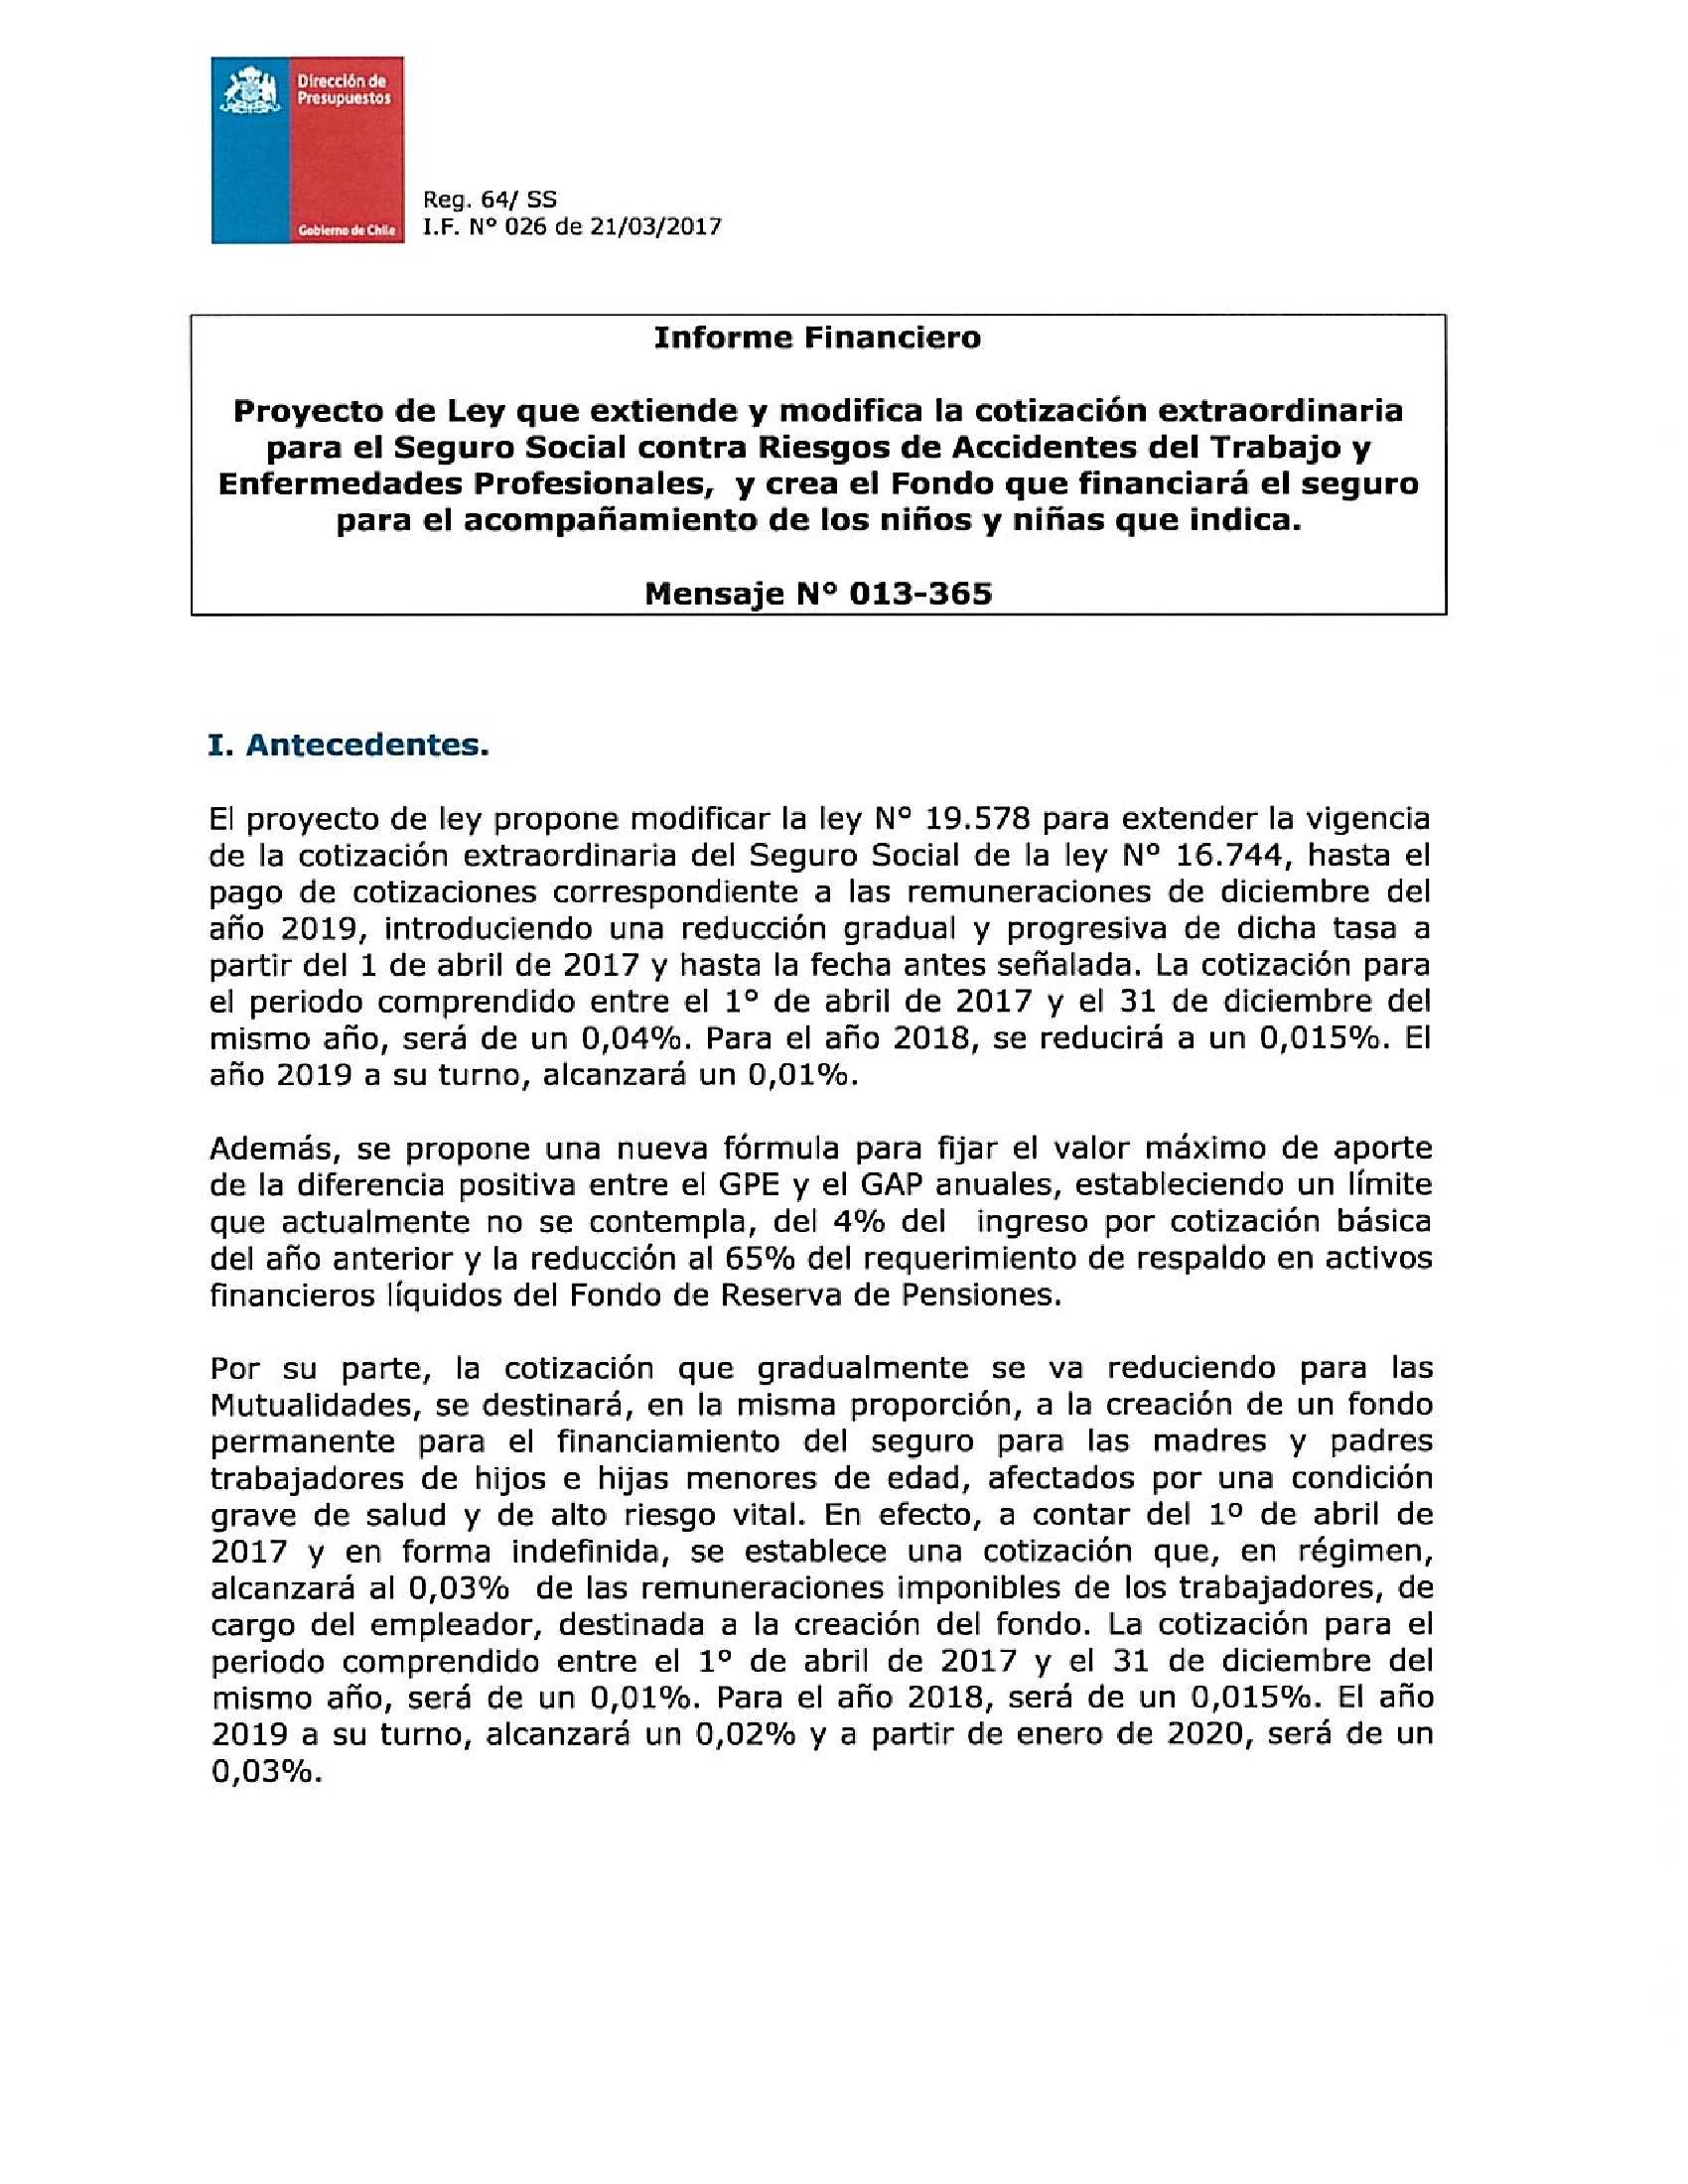 Dirección de
Presupuestos
Gobierno de Chile
Reg. 64/ SS
I.F. Nº 026 de 21/03/2017
Informe Financiero
Proyecto de Ley que extiende y modifica la cotización extraordinaria
para el Seguro Social contra Riesgos de Accidentes del Trabajo y
Enfermedades Profesionales, y crea el Fondo que financiará el seguro
para el acompañamiento de los niños y niñas que indica.
Mensaje Nº 013-365
I. Antecedentes.
El proyecto de ley propone modificar la ley Nº 19.578 para extender la vigencia
de la cotización extraordinaria del Seguro Social de la ley Nº 16.744, hasta el
pago de cotizaciones correspondiente a las remuneraciones de diciembre del
año 2019, introduciendo una reducción gradual y progresiva de dicha tasa a
partir del 1 de abril de 2017 y hasta la fecha antes señalada. La cotización para
el periodo comprendido entre el 1º de abril de 2017 y el 31 de diciembre del
mismo año, será de un 0,04%. Para el año 2018, se reducirá a un 0,015%. El
año 2019 a su turno, alcanzará un 0,01%.
Además, se propone una nueva fórmula para fijar el valor máximo de aporte
de la diferencia positiva entre el GPE y el GAP anuales, estableciendo un límite
que actualmente no se contempla, del 4% del ingreso por cotización básica
del año anterior y la reducción al 65% del requerimiento de respaldo en activos
financieros líquidos del Fondo de Reserva de Pensiones.
Por su parte, la cotización que gradualmente se va reduciendo para las
Mutualidades, se destinará, en la misma proporción, a la creación de un fondo
permanente para el financiamiento del seguro para las madres y padres
trabajadores de hijos e hijas menores de edad, afectados por una condición
grave de salud y de alto riesgo vital. En efecto, a contar del 1º de abril de
2017 y en forma indefinida, se establece una cotización que, en régimen,
alcanzará al 0,03% de las remuneraciones imponibles de los trabajadores, de
cargo del empleador, destinada a la creación del fondo. La cotización para el
periodo comprendido entre el 1º de abril de 2017 y el 31 de diciembre del
mismo año, será de un 0,01%. Para el año 2018, será de un 0,015%. El año
2019 a su turno, alcanzará un 0,02% y a partir de enero de 2020, será de un
0,03%.